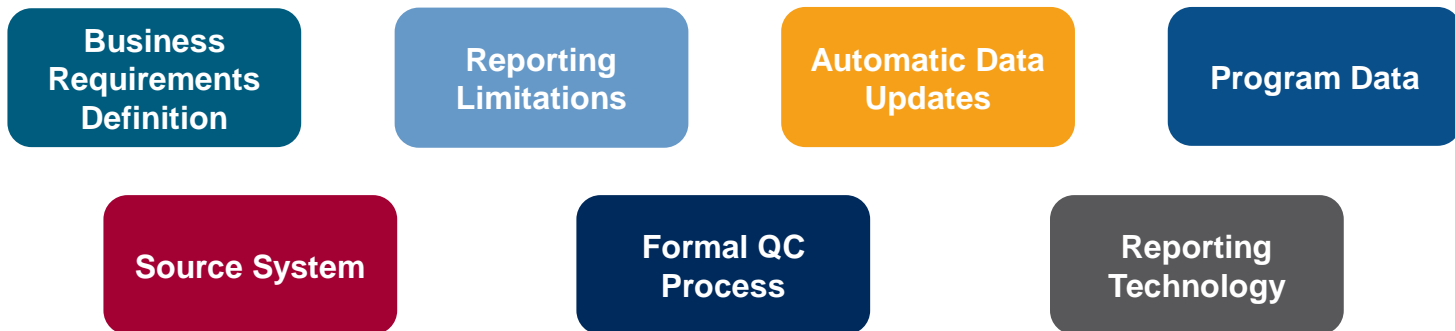 Business
Requirements
Definition
Reporting
Limitations
Automatic Data
Updates
Program Data
Source System
Formal QC
Process
Reporting
Technology